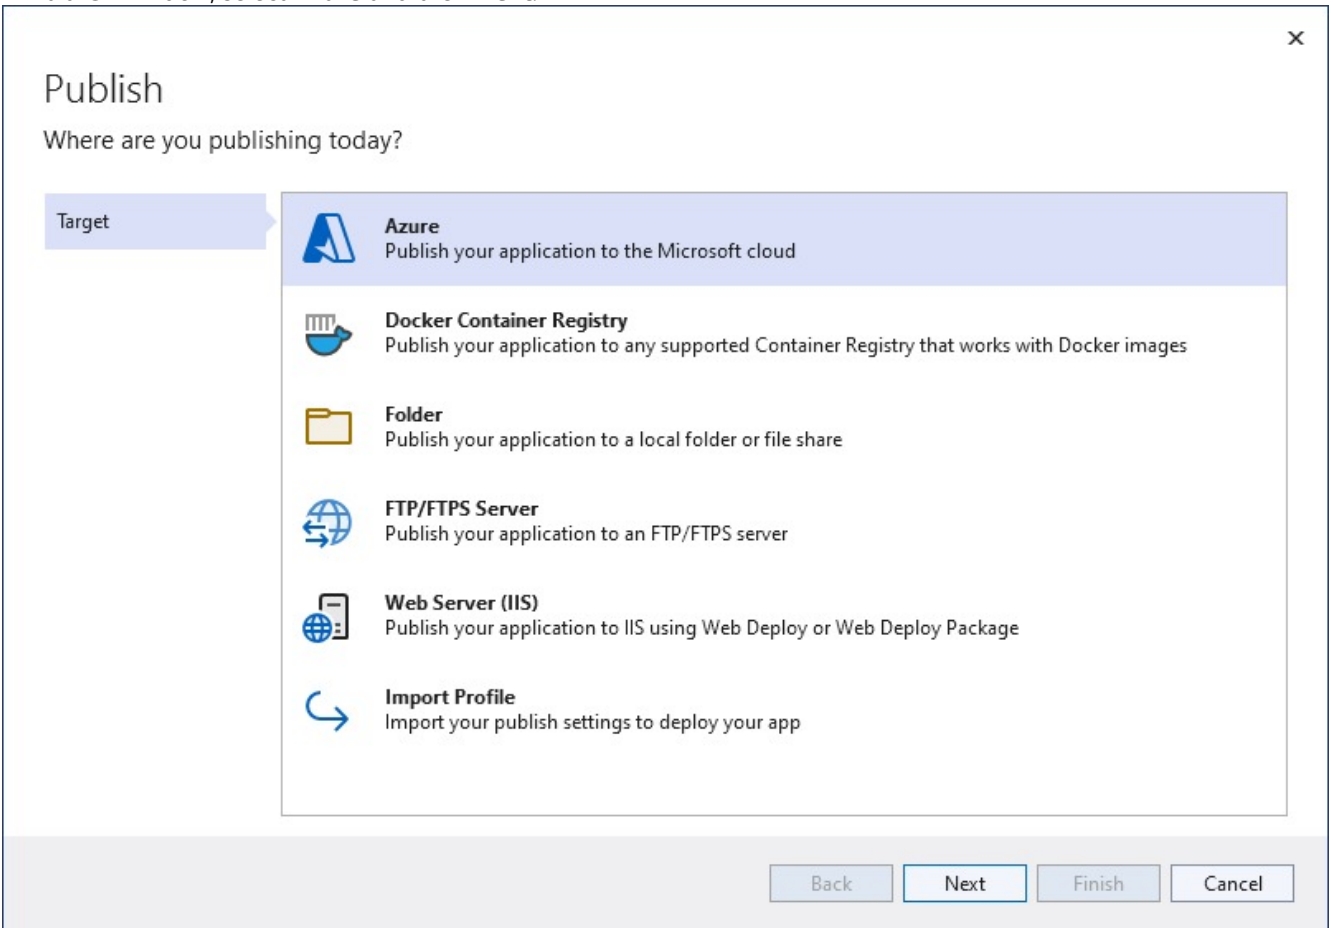 Publish
Where are you publishing today?
Target
Azure
Publish your application to the Microsoft cloud
Docker Container Registry
Publish your application to any supported Container Registry that works with Docker images
Folder
Publish your application to a local folder or file share
FTP/FTPS Server
Publish your application to an FTP/FTPS server
Web Server (IIS)
Publish your application to IIS using Web Deploy or Web Deploy Package
Import Profile
Import your publish settings to deploy your app
Back Next Finish Cancel